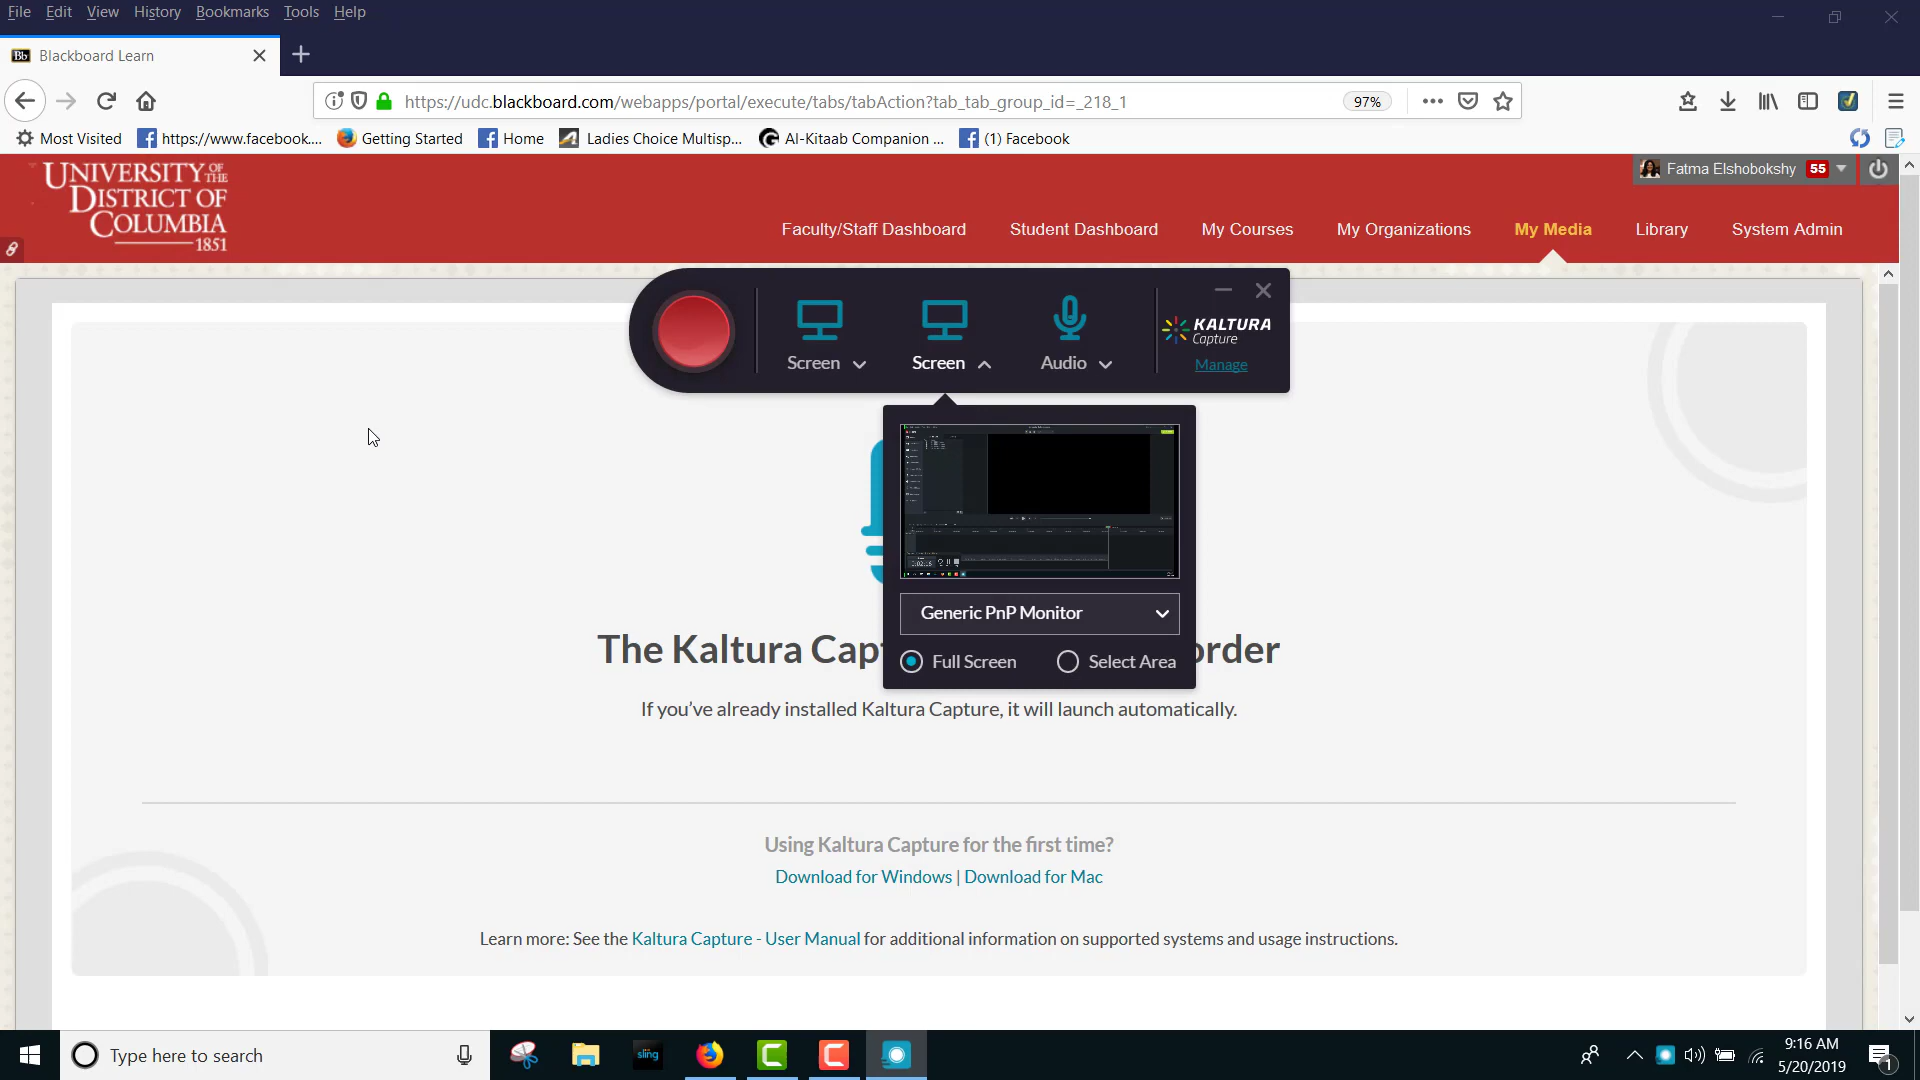 File Edit View History Bookmarks Tools Help
Bb Blackboard Learn
https://udc.blackboard.com/webapps/portal/execute/tabs/tabAction?tab_tab_group_id=_218_1
97%
Most Visited https://www.facebook.... Getting Started Home Ladies Choice Multisp... Al-Kitaab Companion ... (1) Facebook
UNIVERSITY OF THE
DISTRICT OF
COLUMBIA
1851
Fatma Elshobokshy 55
Faculty/Staff Dashboard Student Dashboard My Courses My Organizations My Media Library System Admin
Screen Screen Audio
KALTURA
Capture
Manage
0:02:16
Generic PnP Monitor
Full Screen Select Area
The Kaltura Cap order
If you’ve already installed Kaltura Capture, it will launch automatically.
Using Kaltura Capture for the first time?
Download for Windows | Download for Mac
Learn more: See the Kaltura Capture - User Manual for additional information on supported systems and usage instructions.
Type here to search
sling
9:16 AM
5/20/2019
1